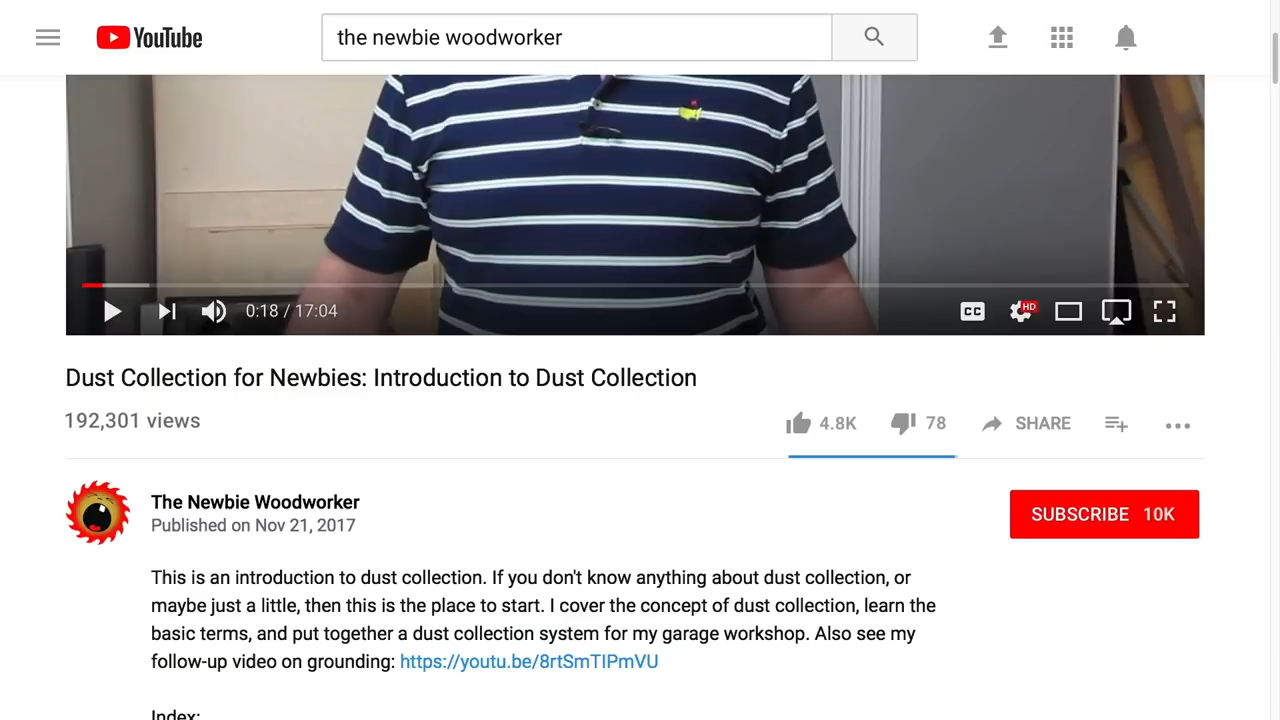 YouTube
the newbie woodworker
0:18 / 17:04
CC
HD
Dust Collection for Newbies: Introduction to Dust Collection
192,301 views
4.8K
78
SHARE
The Newbie Woodworker
Published on Nov 21, 2017
SUBSCRIBE 10K
This is an introduction to dust collection. If you don't know anything about dust collection, or
maybe just a little, then this is the place to start. I cover the concept of dust collection, learn the
basic terms, and put together a dust collection system for my garage workshop. Also see my
follow-up video on grounding: https://youtu.be/8rtSmTIPmVU
Index: